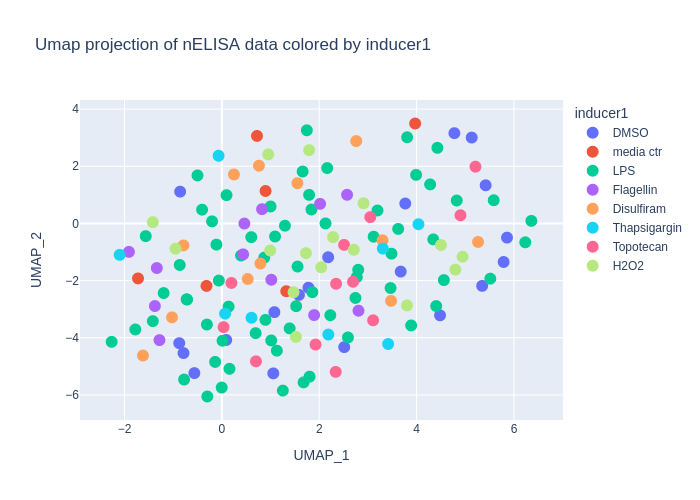 Umap projection of nELISA data colored by inducer1
inducer1
DMSO
media ctr
LPS
Flagellin
Disulfiram
Thapsigargin
Topotecan
H2O2
4
2
0
−2
−4
−6
UMAP_2
−2
0
2
4
6
UMAP_1